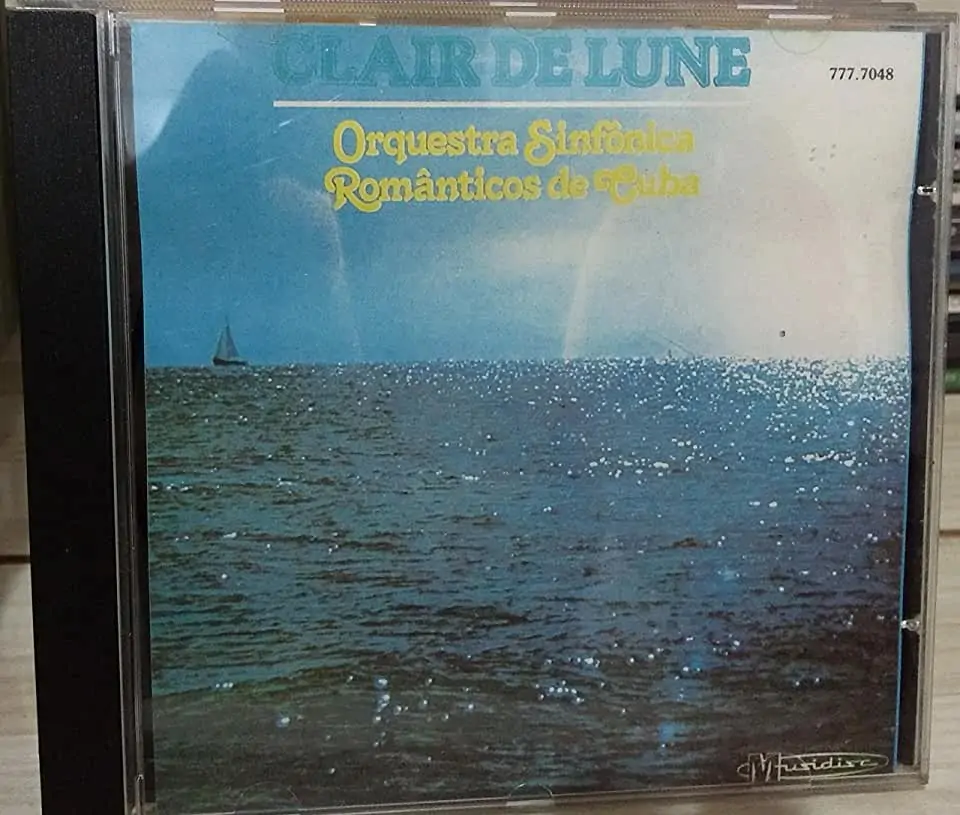 CLAIR DE LUNE
777.7048
Orquestra Sinfônica
Românticos de Cuba
Musidisc